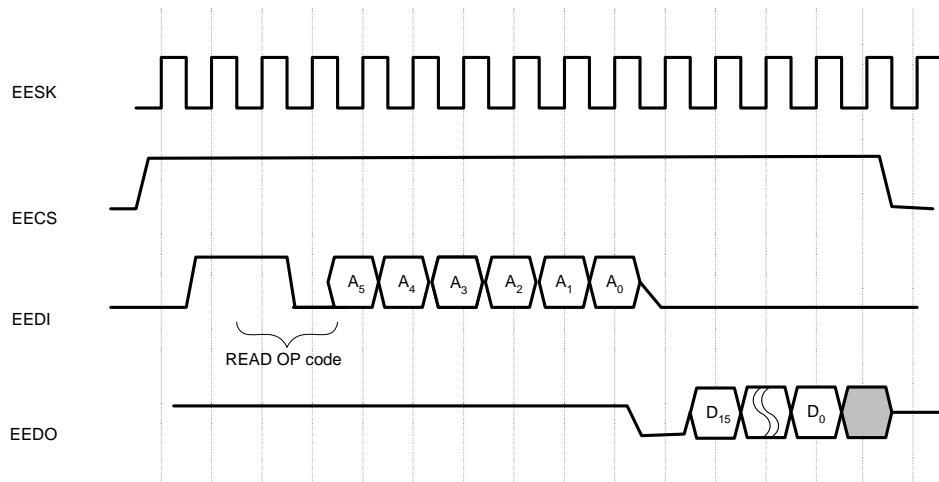 EESK
EECS
EEDI
A5 A4 A3 A2 A1 A0
READ OP code
EEDO
D15 D0